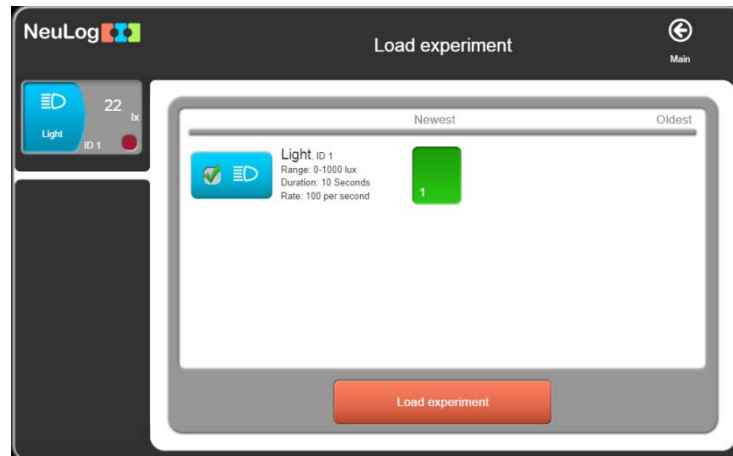 NeuLog
Load experiment
Main
22 lx
Light
ID 1
Newest
Oldest
Light, ID 1
Range: 0-1000 lux
Duration: 10 Seconds
Rate: 100 per second
1
Load experiment